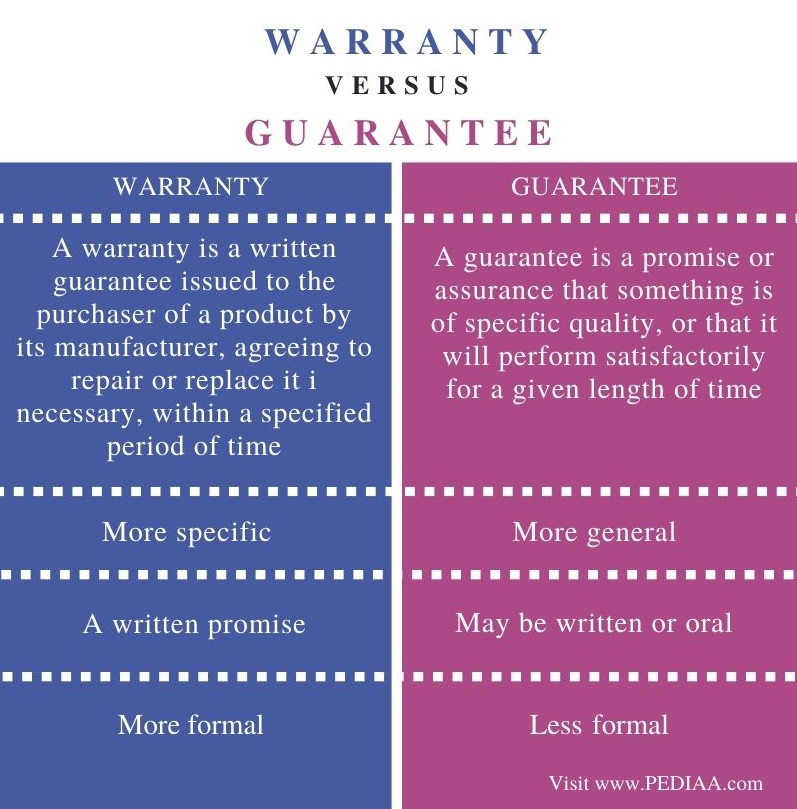 WARRANTY
VERSUS
GUARANTEE
WARRANTY
A warranty is a written
guarantee issued to the
purchaser of a product by
its manufacturer, agreeing to
repair or replace it i
necessary, within a specified
period of time
More specific
A written promise
More formal
GUARANTEE
A guarantee is a promise or
assurance that something is
of specific quality, or that it
will perform satisfactorily
for a given length of time
More general
May be written or oral
Less formal
Visit www.PEDIAA.com